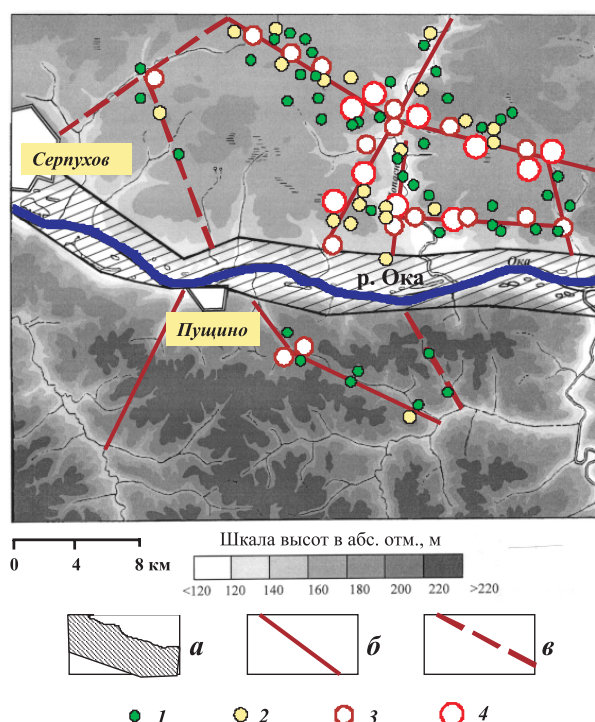 Серпухов
Ока
р. Ока
Пущино
Шкала высот в абс. отм., м
0 4 8 км
<120 120 140 160 180 200 220 >220
а б в
1 2 3 4